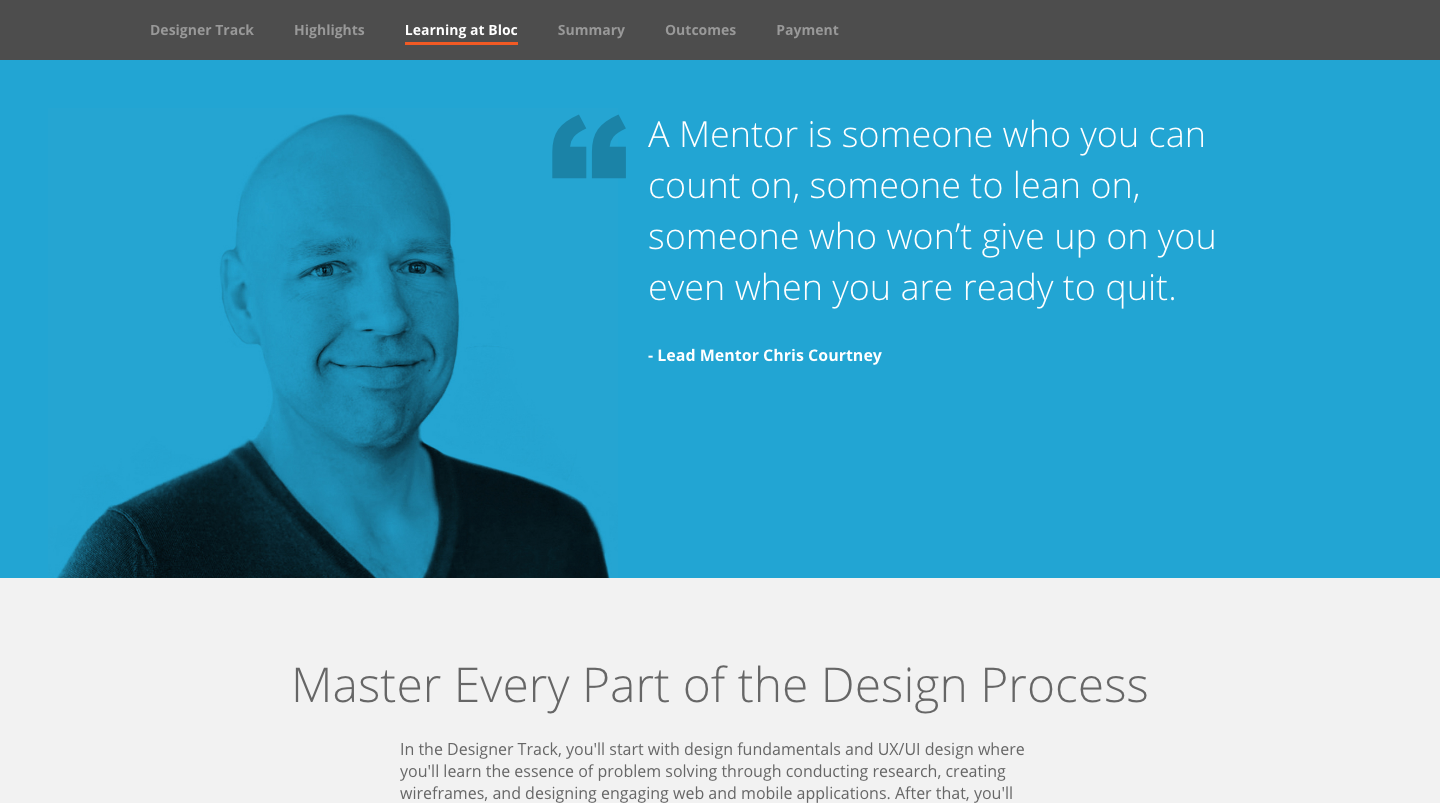 Designer Track Highlights Learning at Bloc Summary Outcomes Payment
“
A Mentor is someone who you can
count on, someone to lean on,
someone who won’t give up on you
even when you are ready to quit.
- Lead Mentor Chris Courtney
Master Every Part of the Design Process
In the Designer Track, you'll start with design fundamentals and UX/UI design where
you'll learn the essence of problem solving through conducting research, creating
wireframes, and designing engaging web and mobile applications. After that, you'll